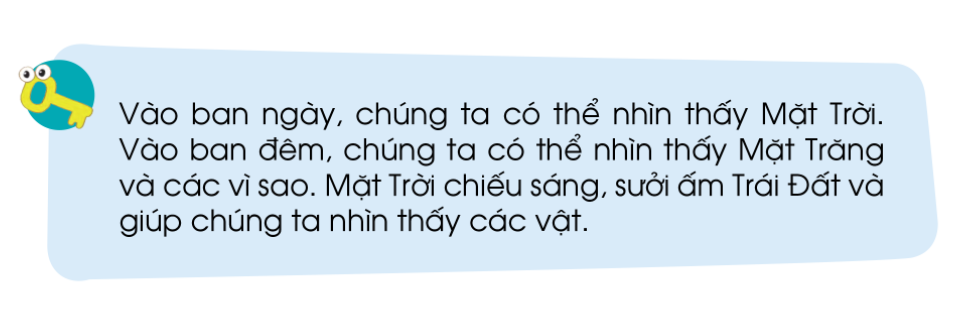 Vào ban ngày, chúng ta có thể nhìn thấy Mặt Trời.
Vào ban đêm, chúng ta có thể nhìn thấy Mặt Trăng
và các vì sao. Mặt Trời chiếu sáng, sưởi ấm Trái Đất và
giúp chúng ta nhìn thấy các vật.